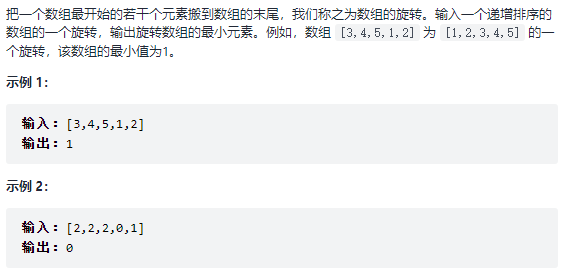 把一个数组最开始的若干个元素搬到数组的末尾，我们称之为数组的旋转。输入一个递增排序的
数组的一个旋转，输出旋转数组的最小元素。例如，数组 [3,4,5,1,2] 为 [1,2,3,4,5] 的一
个旋转，该数组的最小值为1。
示例 1：
输入：[3,4,5,1,2]
输出：1
示例 2：
输入：[2,2,2,0,1]
输出：0